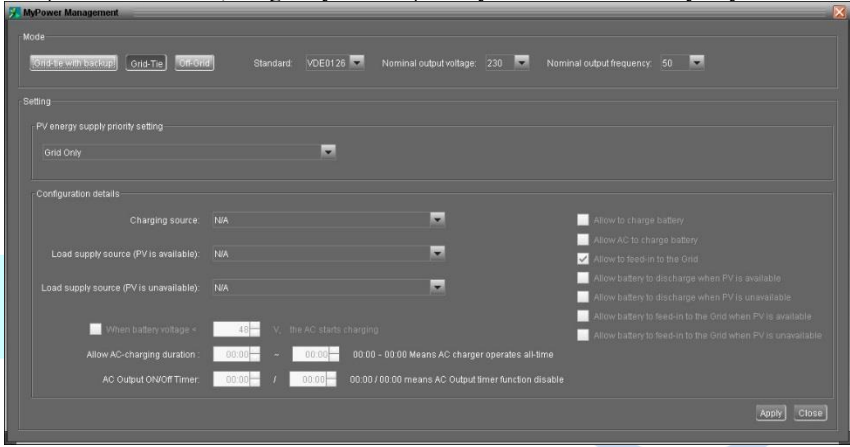 MyPower Management
Mode
Grid-tie with backup Grid-Tie Off-Grid Standard: VDE0126 Nominal output voltage: 230 Nominal output frequency: 50
Setting
PV energy supply priority setting
Grid Only
Configuration details
Charging source: N/A
Allow to charge battery
Allow AC to charge battery
Load supply source (PV is available): N/A
Allow to feed-in to the Grid
Allow battery to discharge when PV is available
Load supply source (PV is unavailable): N/A
Allow battery to discharge when PV is unavailable
Allow battery to feed-in to the Grid when PV is available
When battery voltage < 48 V, the AC starts charging
Allow battery to feed-in to the Grid when PV is unavailable
Allow AC-charging duration : 00:00 – 00:00 00:00 – 00:00 Means AC charger operates all-time
AC Output ON/Off Timer: 00:00 / 00:00 00:00 / 00:00 means AC Output timer function disable
Apply Close